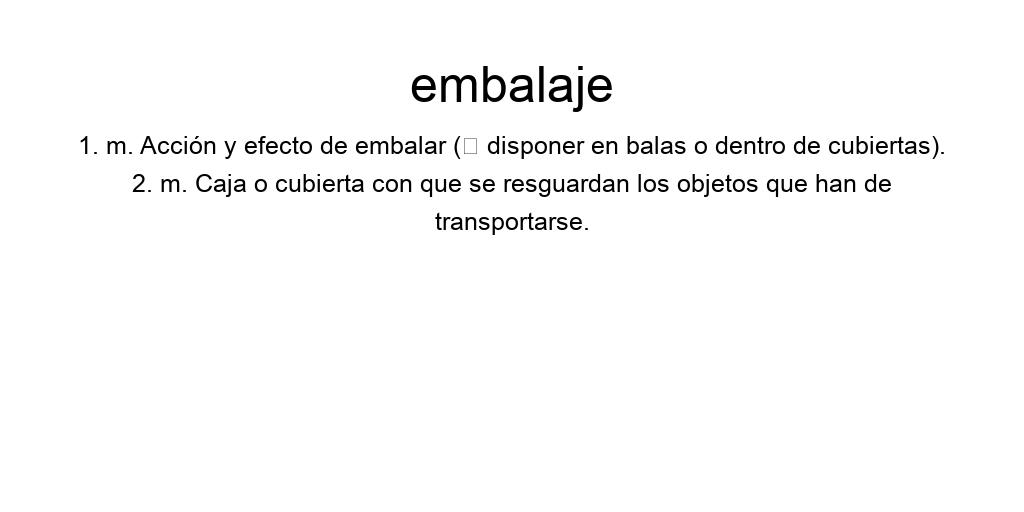 embalaje
1. m. Acción y efecto de embalar (□ disponer en balas o dentro de cubiertas).
2. m. Caja o cubierta con que se resguardan los objetos que han de
transportarse.